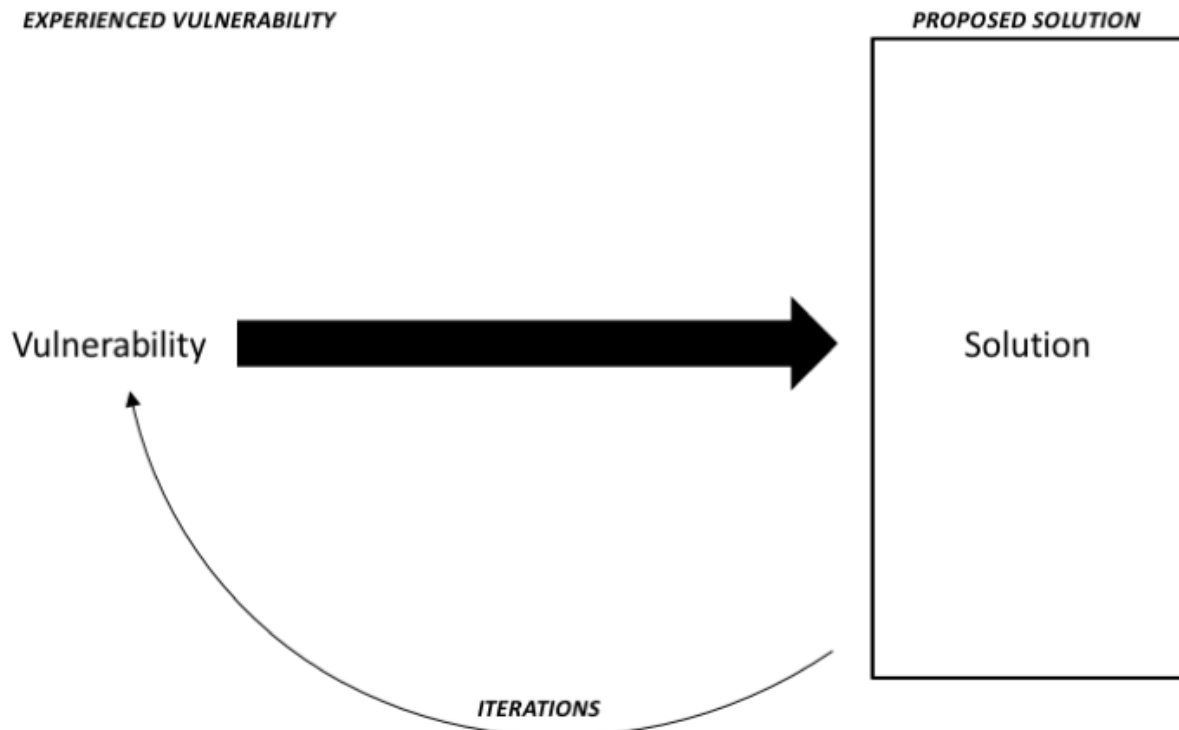 EXPERIENCED VULNERABILITY
PROPOSED SOLUTION
Vulnerability
Solution
ITERATIONS